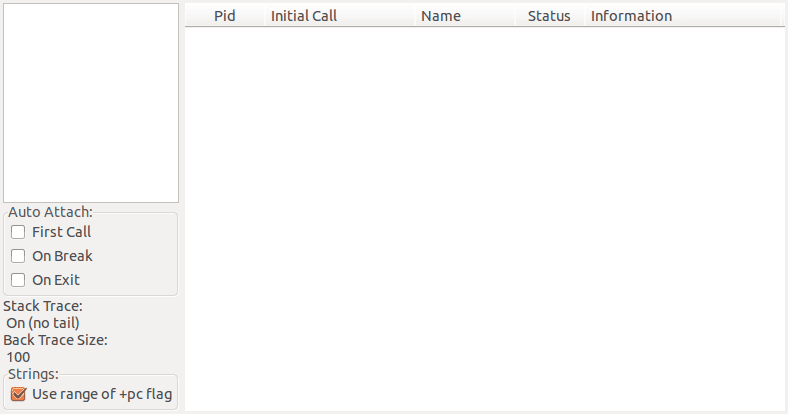 Pid Initial Call Name Status Information
Auto Attach:
First Call
On Break
On Exit
Stack Trace:
On (no tail)
Back Trace Size:
100
Strings:
Use range of +pc flag